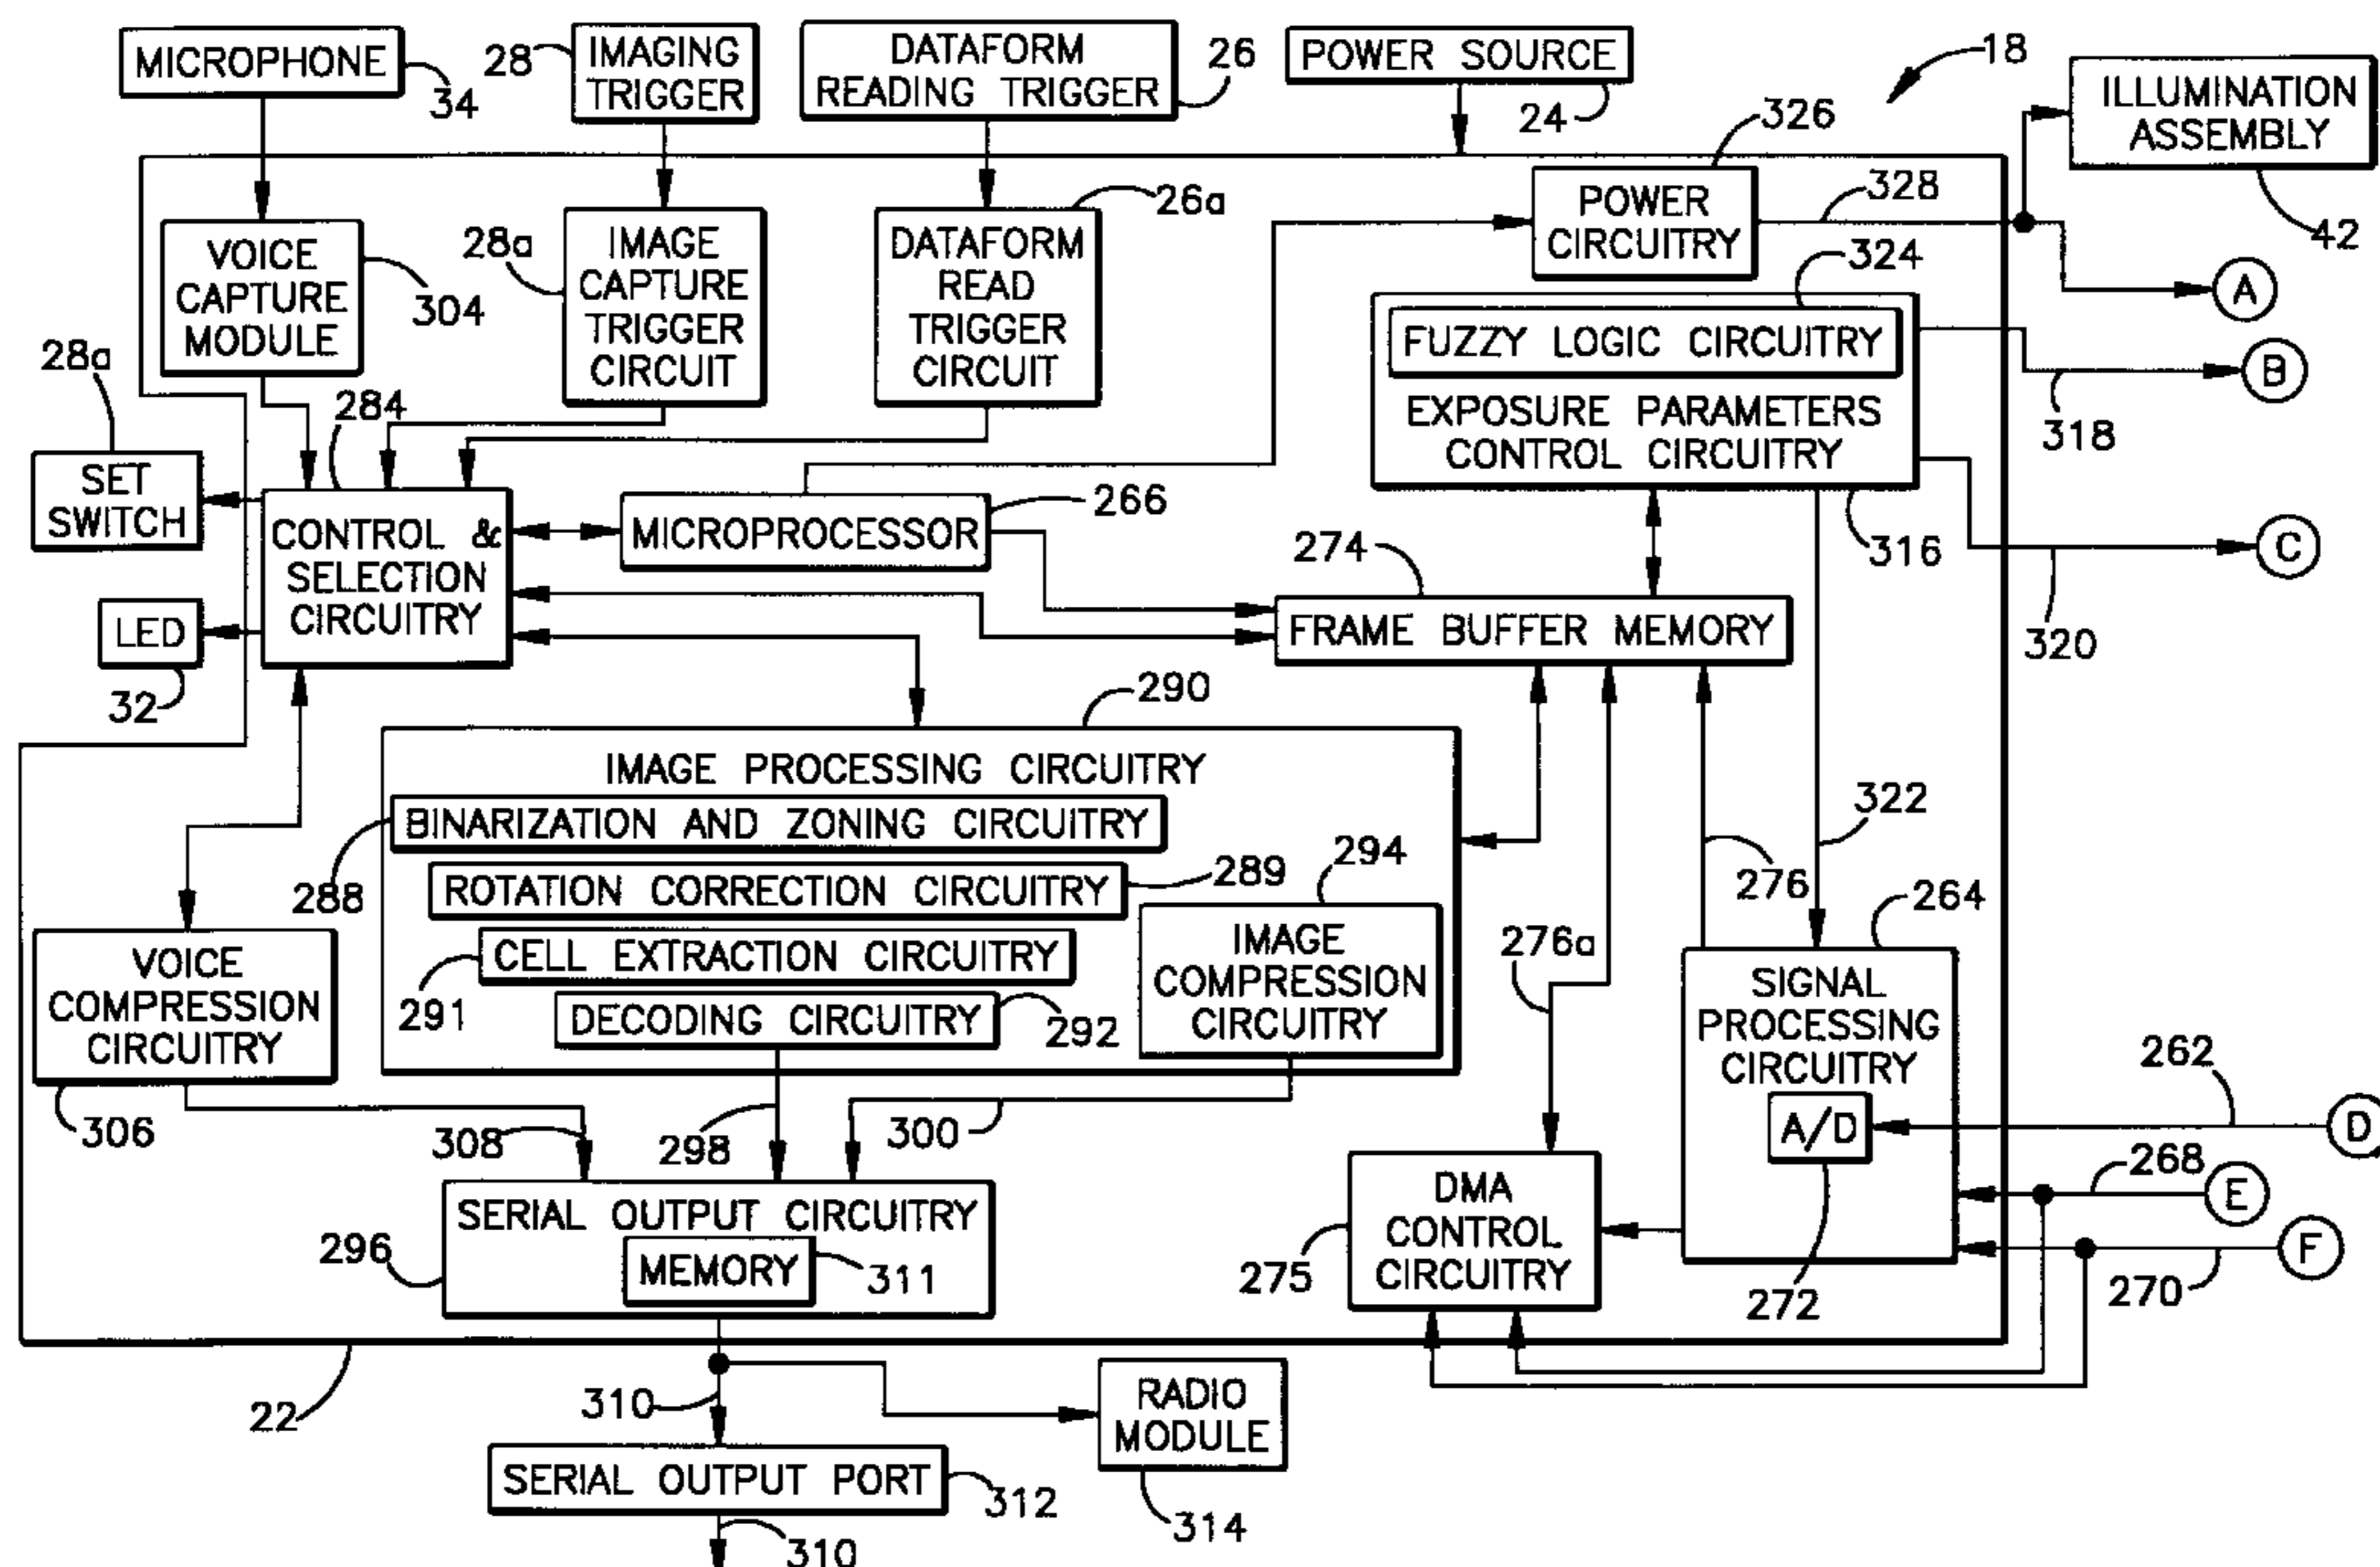 MICROPHONE
34
28
IMAGING
TRIGGER
DATAFORM
READING TRIGGER
26
POWER SOURCE
24
18
ILLUMINATION
ASSEMBLY
42
326
POWER
CIRCUITRY
328
VOICE
CAPTURE
MODULE
304
28a
IMAGE
CAPTURE
TRIGGER
CIRCUIT
26a
DATAFORM
READ
TRIGGER
CIRCUIT
324
FUZZY LOGIC CIRCUITRY
EXPOSURE PARAMETERS
CONTROL CIRCUITRY
316
A
B
318
C
320
28a
SET
SWITCH
284
CONTROL &
SELECTION
CIRCUITRY
MICROPROCESSOR
266
274
FRAME BUFFER MEMORY
LED
32
290
IMAGE PROCESSING CIRCUITRY
BINARIZATION AND ZONING CIRCUITRY
288
ROTATION CORRECTION CIRCUITRY
289
CELL EXTRACTION CIRCUITRY
291
DECODING CIRCUITRY
292
294
IMAGE
COMPRESSION
CIRCUITRY
276a
276
322
264
SIGNAL
PROCESSING
CIRCUITRY
A/D
272
262
D
268
E
270
F
VOICE
COMPRESSION
CIRCUITRY
306
308
298
300
SERIAL OUTPUT CIRCUITRY
MEMORY
296
311
DMA
CONTROL
CIRCUITRY
275
22
310
RADIO
MODULE
314
SERIAL OUTPUT PORT
312
310